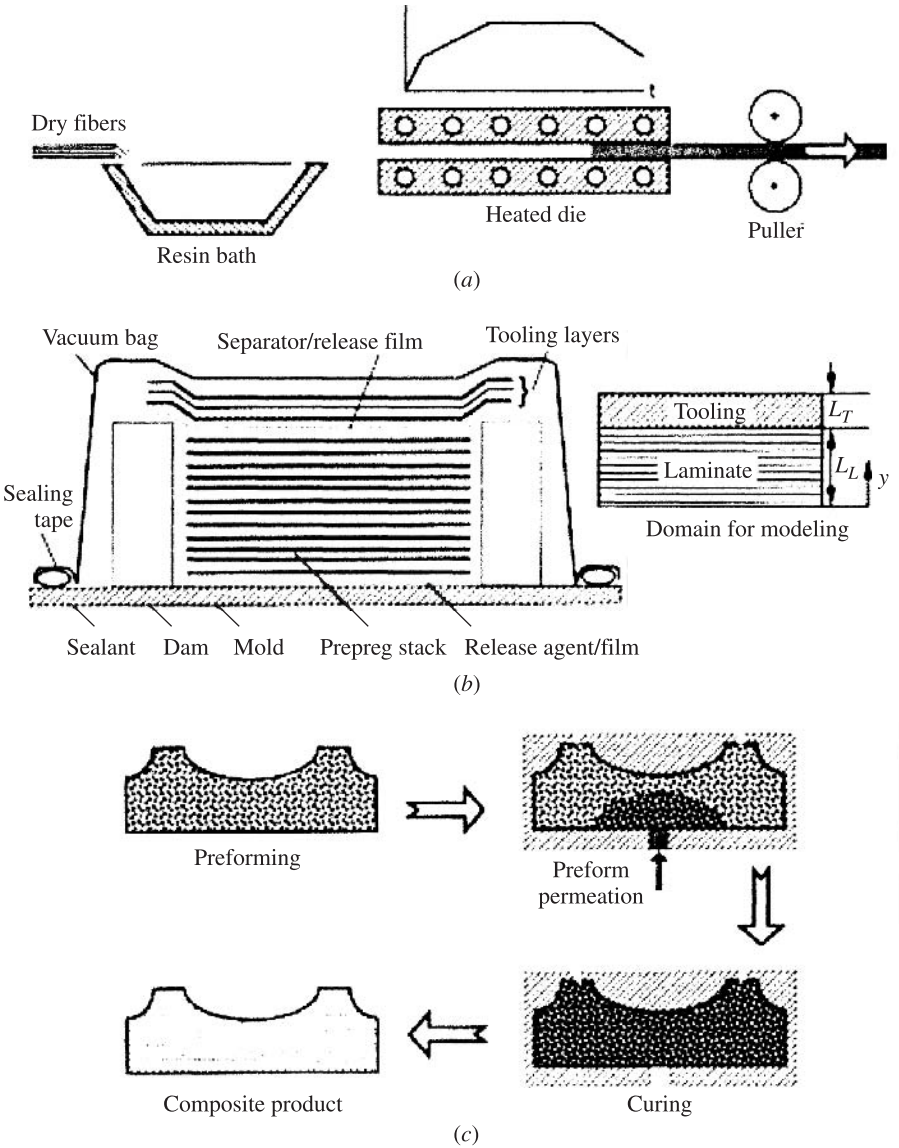 t
Dry fibers
Heated die
Puller
Resin bath
(a)
Vacuum bag
Separator/release film
Tooling layers
Tooling
L_T
Laminate
L_L
y
Sealing
tape
Domain for modeling
Sealant
Dam
Mold
Prepreg stack
Release agent/film
(b)
Preforming
Preform
permeation
Composite product
Curing
(c)